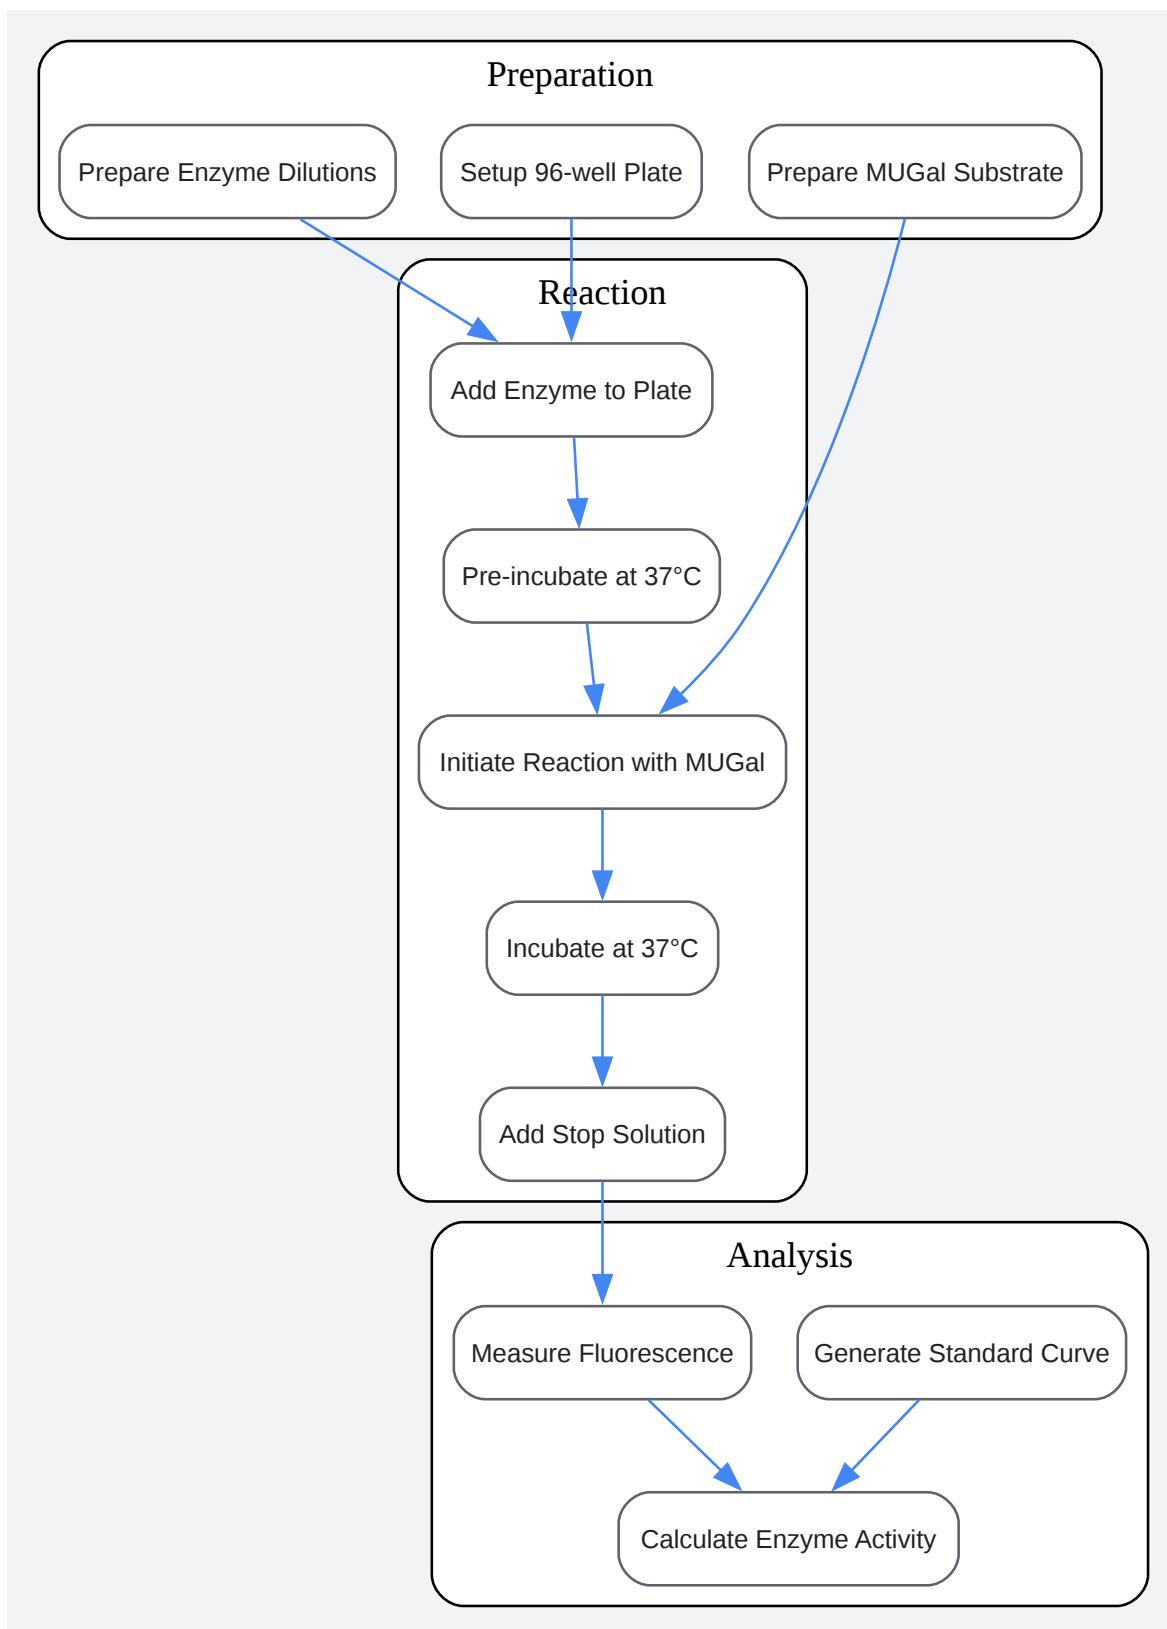 Preparation
Prepare Enzyme Dilutions
Setup 96-well Plate
Prepare MUGal Substrate
Reaction
Add Enzyme to Plate
Pre-incubate at 37°C
Initiate Reaction with MUGal
Incubate at 37°C
Add Stop Solution
Analysis
Measure Fluorescence
Generate Standard Curve
Calculate Enzyme Activity